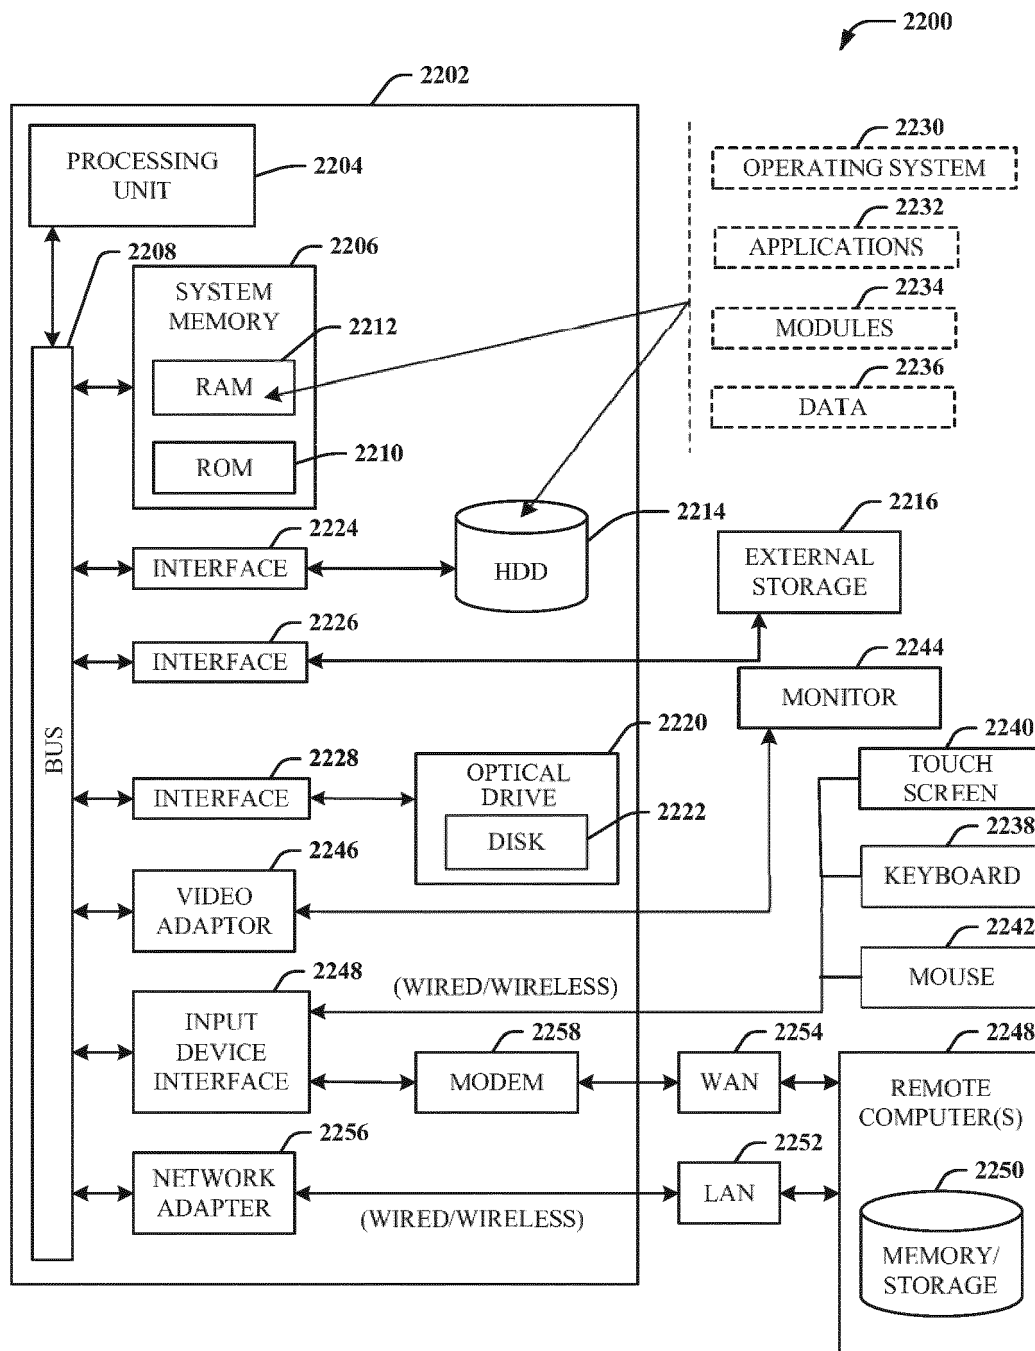 2200
2202
PROCESSING
UNIT
2204
2208
2206
SYSTEM
MEMORY
2212
RAM
2210
ROM
2230
OPERATING SYSTEM
2232
APPLICATIONS
2234
MODULES
2236
DATA
2224
INTERFACE
2214
HDD
2216
EXTERNAL
STORAGE
2226
INTERFACE
2244
MONITOR
BUS
2228
INTERFACE
2220
OPTICAL
DRIVE
2222
DISK
2240
TOUCH
SCREEN
2238
KEYBOARD
2246
VIDEO
ADAPTOR
2242
MOUSE
2248
INPUT
DEVICE
INTERFACE
(WIRED/WIRELESS)
2258
MODEM
2254
WAN
2248
REMOTE
COMPUTER(S)
2256
NETWORK
ADAPTER
(WIRED/WIRELESS)
2252
LAN
2250
MEMORY/
STORAGE